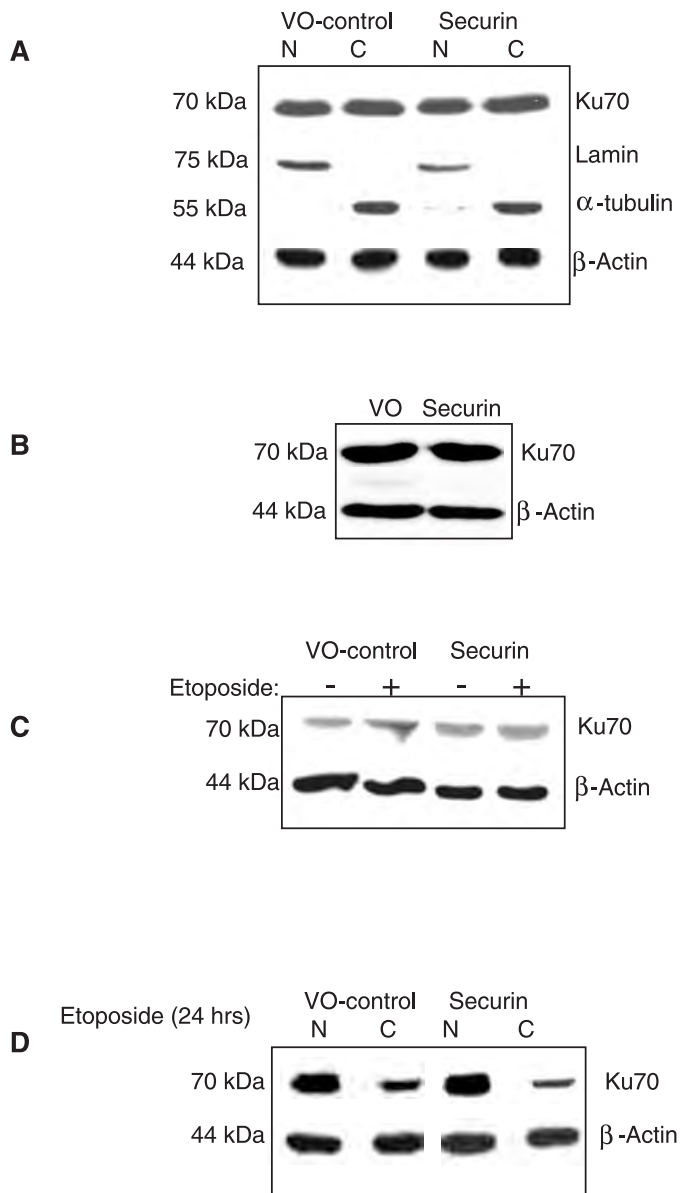 A
VO-control Securin
N C N C
70 kDa Ku70
75 kDa Lamin
55 kDa α-tubulin
44 kDa β-Actin
B
VO Securin
70 kDa Ku70
44 kDa β-Actin
C
VO-control Securin
Etoposide: - + - +
70 kDa Ku70
44 kDa β-Actin
D
Etoposide (24 hrs) VO-control Securin
N C N C
70 kDa Ku70
44 kDa β-Actin